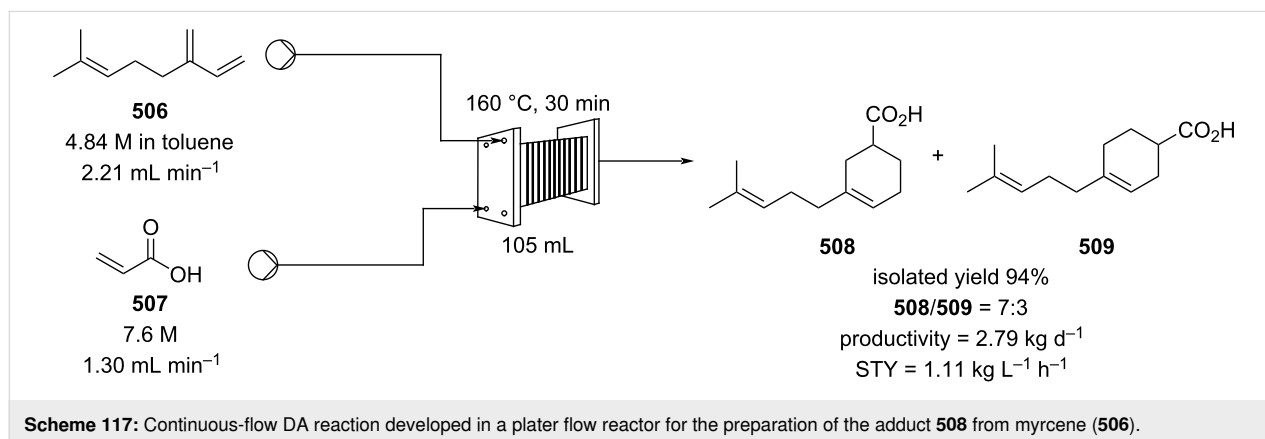 506
4.84 M in toluene
2.21 mL min⁻¹
O
OH
507
7.6 M
1.30 mL min⁻¹
160 °C, 30 min
105 mL
CO₂H
+
CO₂H
508
509
isolated yield 94%
508/509 = 7:3
productivity = 2.79 kg d⁻¹
STY = 1.11 kg L⁻¹ h⁻¹
Scheme 117: Continuous-flow DA reaction developed in a plater flow reactor for the preparation of the adduct 508 from myrcene (506).